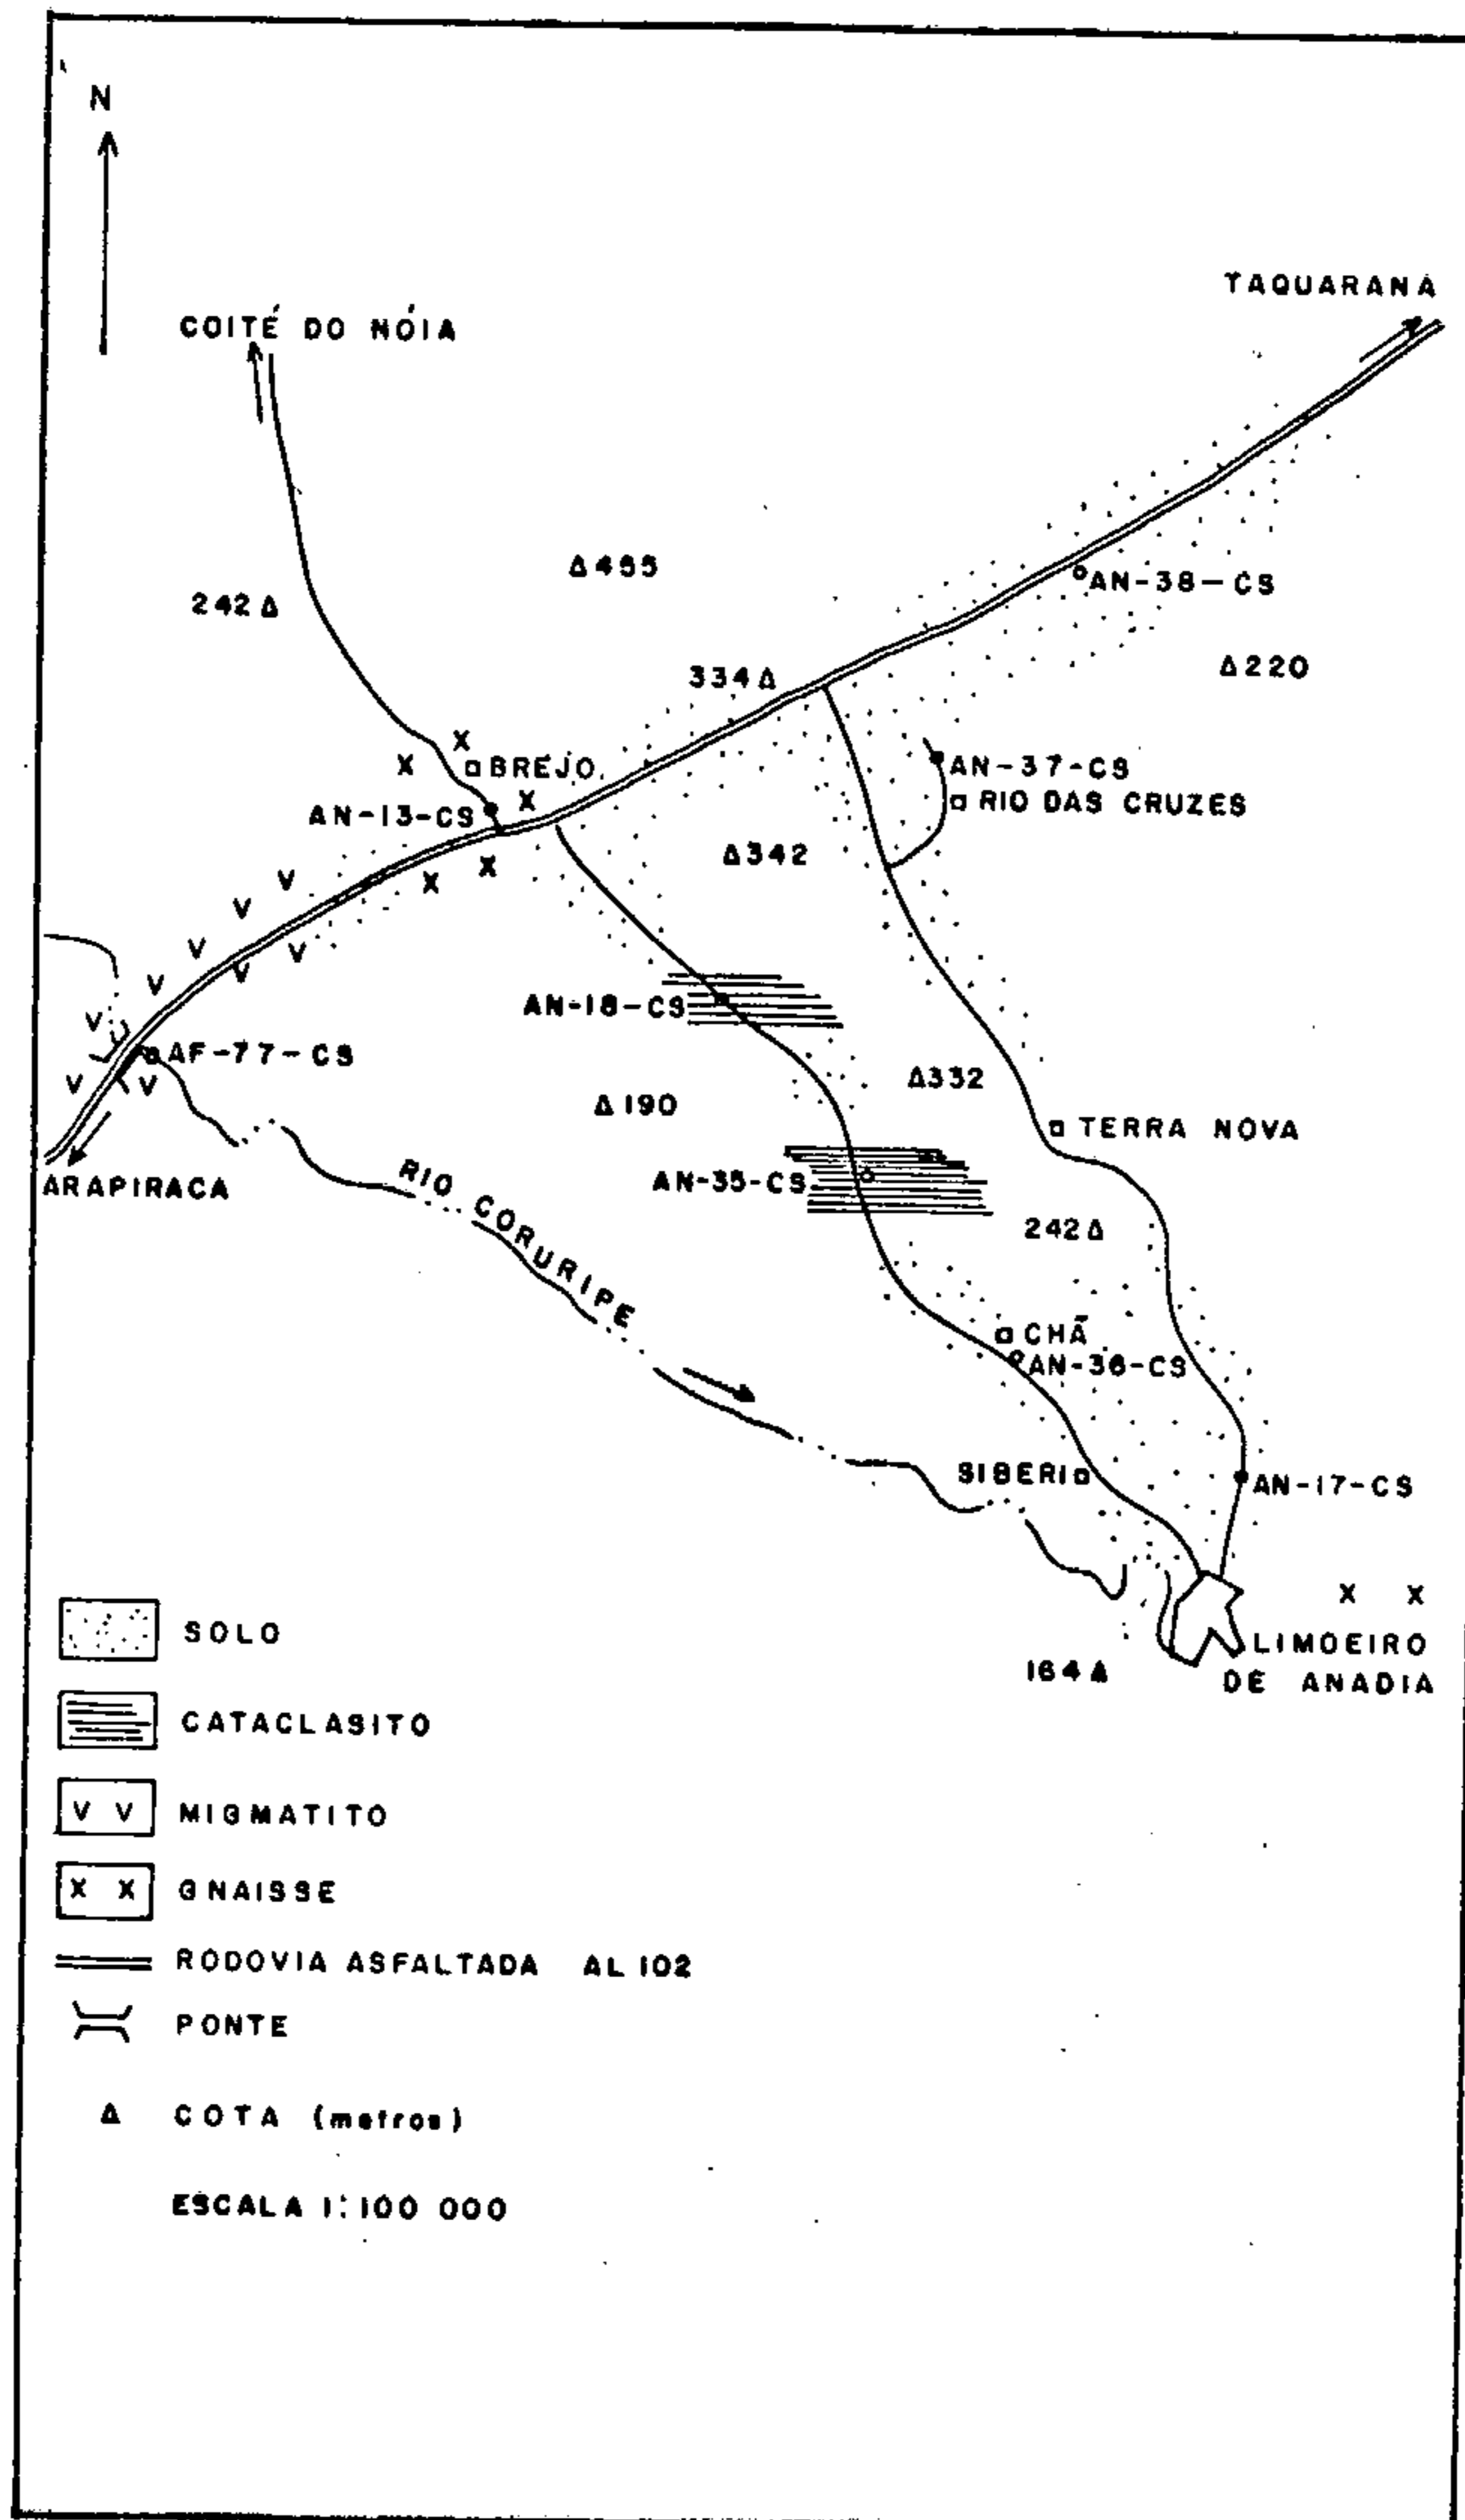 N
TAQUARANÁ
COITÉ DO NÓIA
Δ495
242Δ
AN-38-CS
Δ220
334Δ
BREJO
AN-37-CS
RIO DAS CRUZES
AN-13-CS
Δ342
AN-18-CS
AF-77-CS
Δ332
Δ190
TERRA NOVA
AN-35-CS
ARAPIRACA
RIO CORURIPE
242Δ
CHÃ
AN-36-CS
SIBERIO
AN-17-CS
LIMOEIRO
DE ANADIA
164Δ
SOLO
CATACLASITO
V V MIGMATITO
X X GNAISSE
RODOVIA ASFALTADA AL 102
PONTE
Δ COTA (metros)
ESCALA 1:100 000